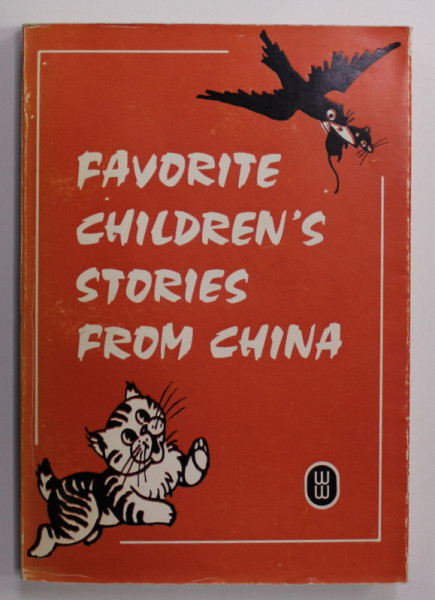 FAVORITE
CHILDREN'S
STORIES
FROM CHINA
W
W